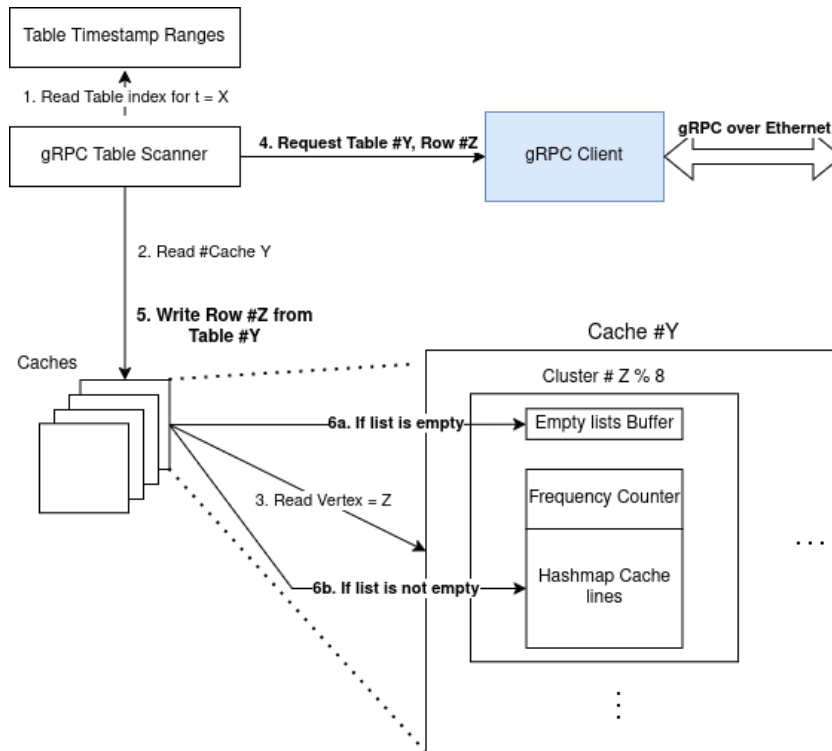 Table Timestamp Ranges
1. Read Table index for t = X
gRPC Table Scanner
4. Request Table #Y, Row #Z
gRPC Client
gRPC over Ethernet
2. Read #Cache Y
5. Write Row #Z from
Table #Y
Caches
Cache #Y
Cluster # Z % 8
6a. If list is empty
Empty lists Buffer
3. Read Vertex = Z
Frequency Counter
6b. If list is not empty
Hashmap Cache
lines
. . .